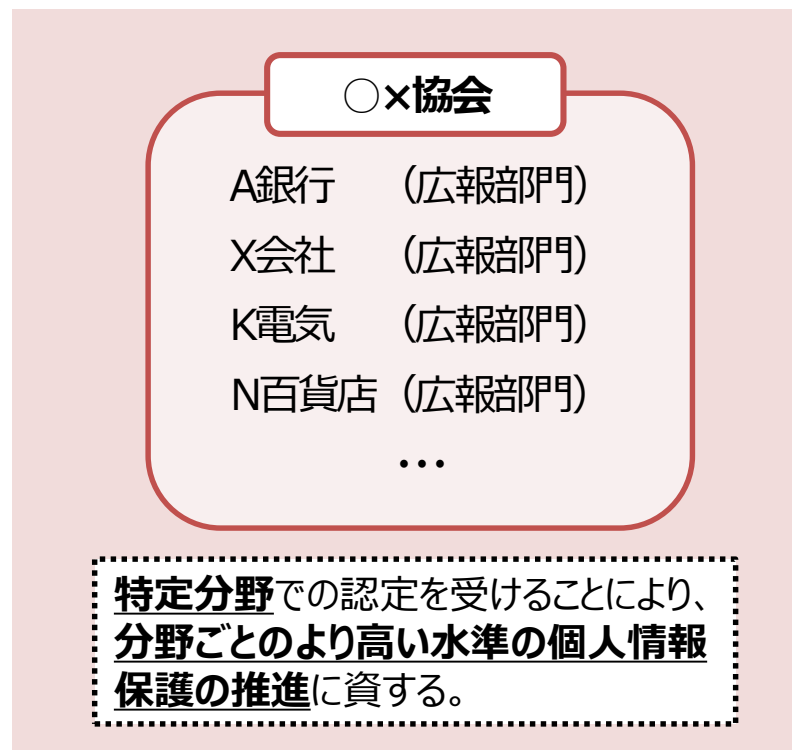 ○×協会
A銀行 （広報部門）
X会社 （広報部門）
K電気 （広報部門）
N百貨店（広報部門）
…
特定分野での認定を受けることにより、
分野ごとのより高い水準の個人情報
保護の推進に資する。